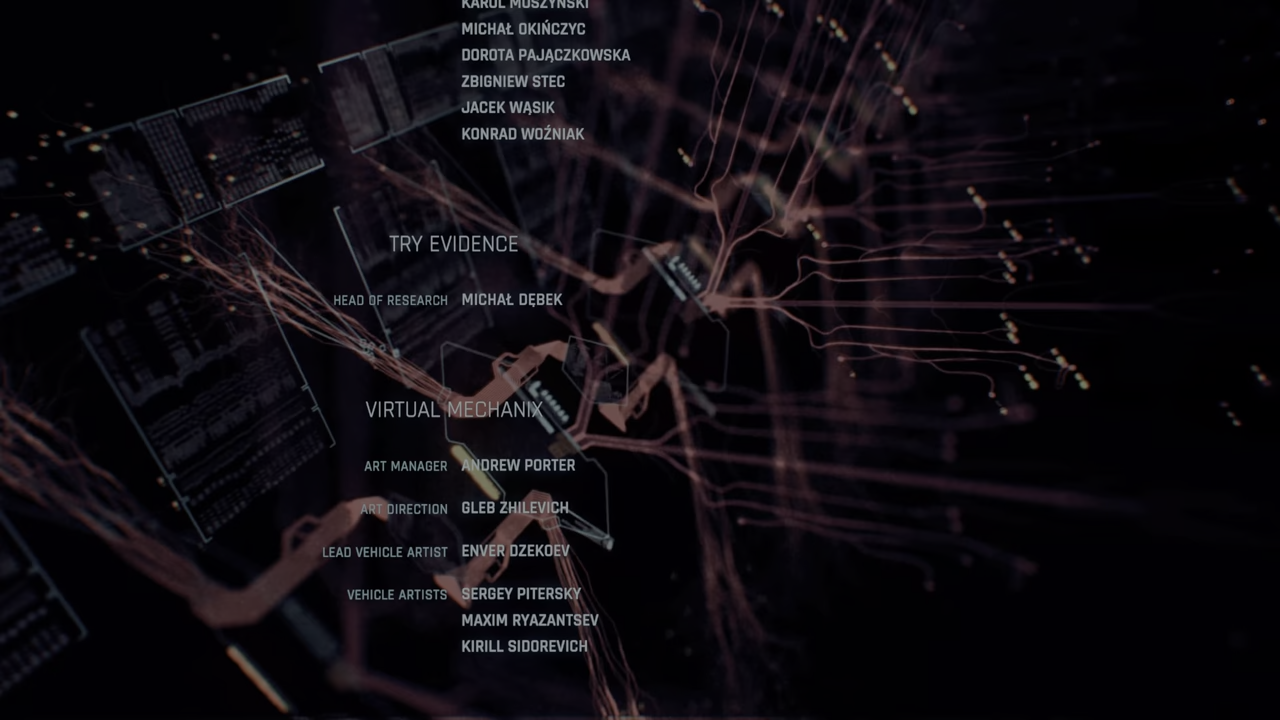 KAROL MUSZYŃSKI
MICHAŁ OKIŃCZYC
DOROTA PAJĄCZKOWSKA
ZBIGNIEW STEC
JACEK WĄSIK
KONRAD WOŹNIAK
TRY EVIDENCE
HEAD OF RESEARCH MICHAŁ DĘBEK
VIRTUAL MECHANIX
ART MANAGER ANDREW PORTER
ART DIRECTION GLEB ZHILEVICH
LEAD VEHICLE ARTIST ENVER DZEKOEV
VEHICLE ARTISTS SERGEY PITERSKY
MAXIM RYAZANTSEV
KIRILL SIDOREVICH